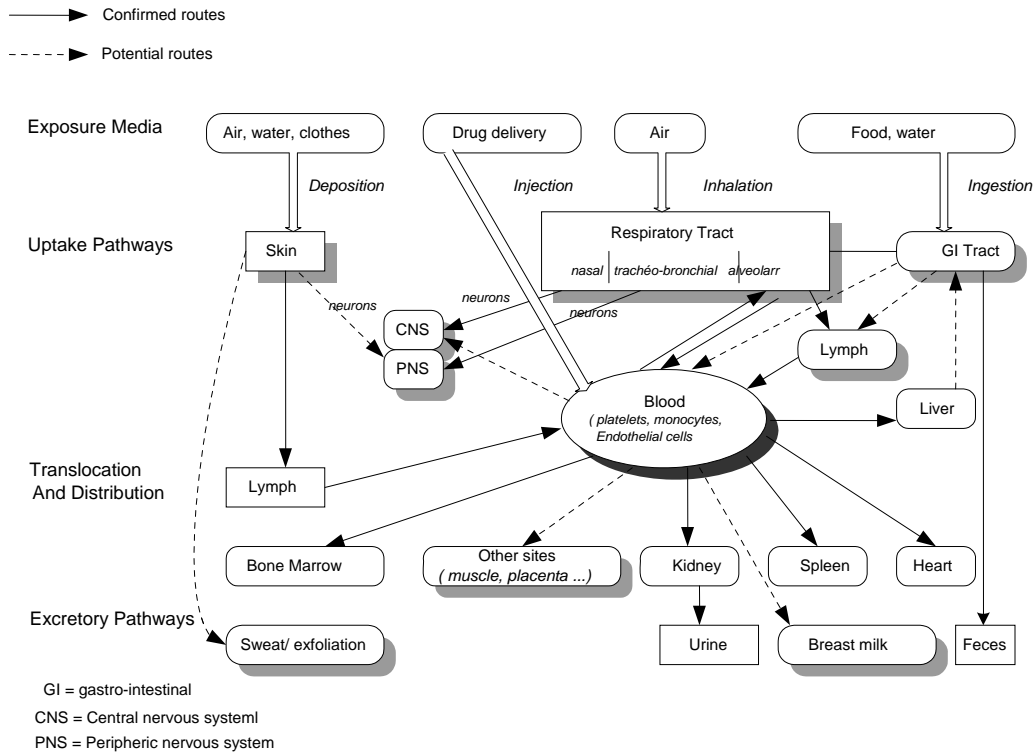 Confirmed routes
Potential routes
Exposure Media
Air, water, clothes
Drug delivery
Air
Food, water
Deposition
Injection
Inhalation
Ingestion
Uptake Pathways
Skin
Respiratory Tract
nasal
trachéo-bronchial
alveolarr
GI Tract
neurons
neurons
neurons
CNS
PNS
Lymph
Blood
( platelets, monocytes,
Endothelial cells
Liver
Translocation
And Distribution
Lymph
Bone Marrow
Other sites
( muscle, placenta ...)
Kidney
Spleen
Heart
Excretory Pathways
Sweat/ exfoliation
Urine
Breast milk
Feces
GI = gastro-intestinal
CNS = Central nervous systeml
PNS = Peripheric nervous system